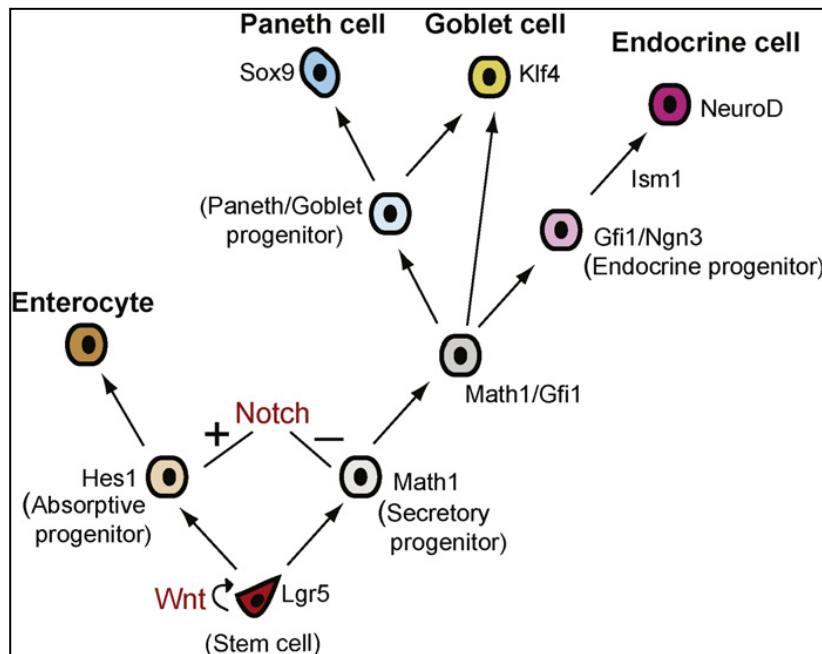 Paneth cell
Goblet cell
Endocrine cell
Sox9
Klf4
NeuroD
Ism1
(Paneth/Goblet
progenitor)
Gfi1/Ngn3
(Endocrine progenitor)
Enterocyte
Math1/Gfi1
Notch
+
−
Hes1
(Absorptive
progenitor)
Math1
(Secretory
progenitor)
Wnt
Lgr5
(Stem cell)